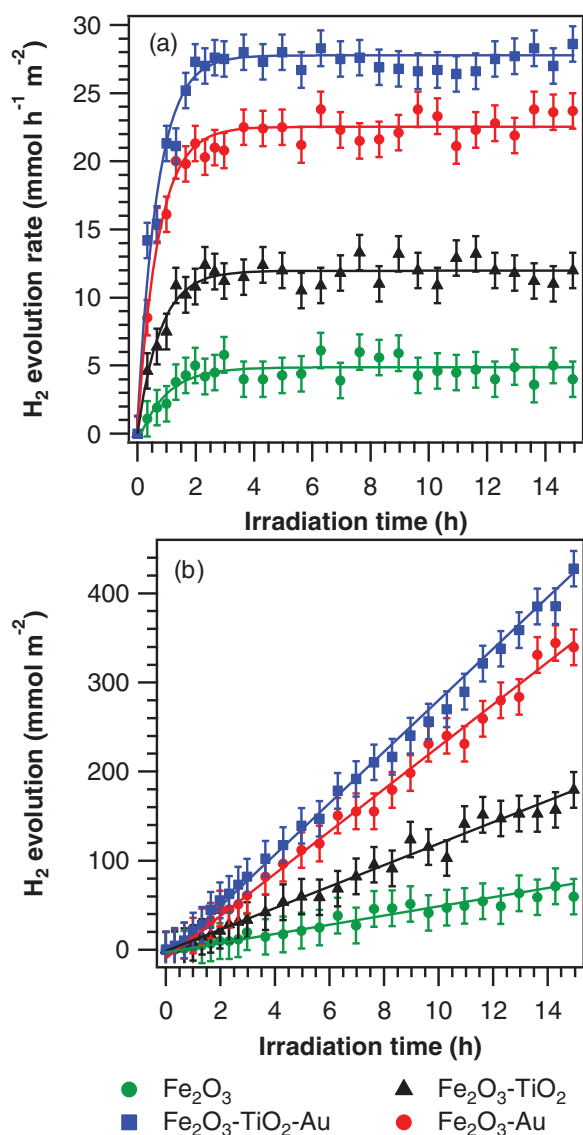 (a)
H₂ evolution rate (mmol h⁻¹ m⁻²)
30
25
20
15
10
5
0
0 2 4 6 8 10 12 14
Irradiation time (h)
(b)
H₂ evolution (mmol m⁻²)
400
300
200
100
0
0 2 4 6 8 10 12 14
Irradiation time (h)
Fe₂O₃ Fe₂O₃-TiO₂
Fe₂O₃-TiO₂-Au Fe₂O₃-Au